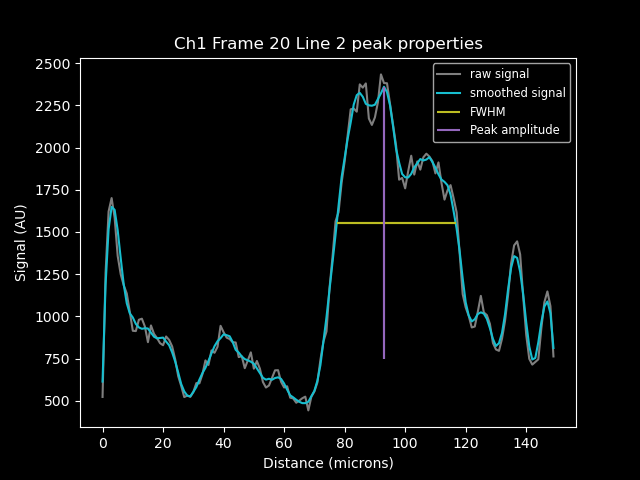 Ch1 Frame 20 Line 2 peak properties
raw signal
smoothed signal
FWHM
Peak amplitude
Signal (AU)
2500
2250
2000
1750
1500
1250
1000
750
500
0 20 40 60 80 100 120 140
Distance (microns)